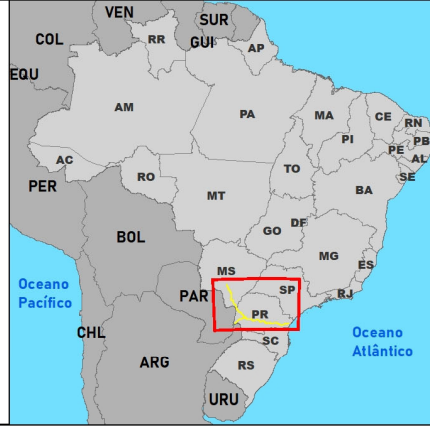 VEN
SUR
COL
RR
GUI
AP
EQU
AM
PA
MA
CE
RN
PB
PI
PE
AL
AC
SE
TO
RO
PER
BA
MT
DF
BOL
GO
MG
ES
MS
SP
Oceano
Pacífico
PAR
RJ
PR
CHL
Oceano
Atlântico
SC
ARG
RS
URU